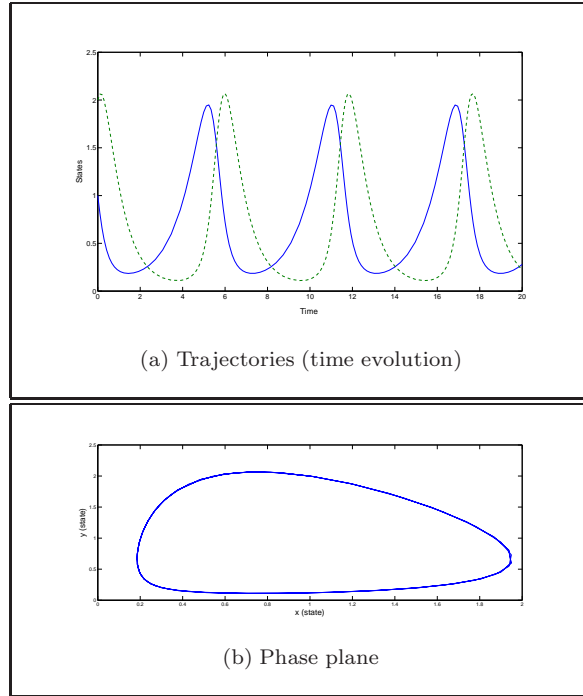 2.5
2
1.5
1
0.5
0
States
0 2 4 6 8 10 12 14 16 18 20
Time
(a) Trajectories (time evolution)
2.5
2
1.5
1
0.5
0
y (state)
0 0.2 0.4 0.6 0.8 1 1.2 1.4 1.6 1.8 2
x (state)
(b) Phase plane